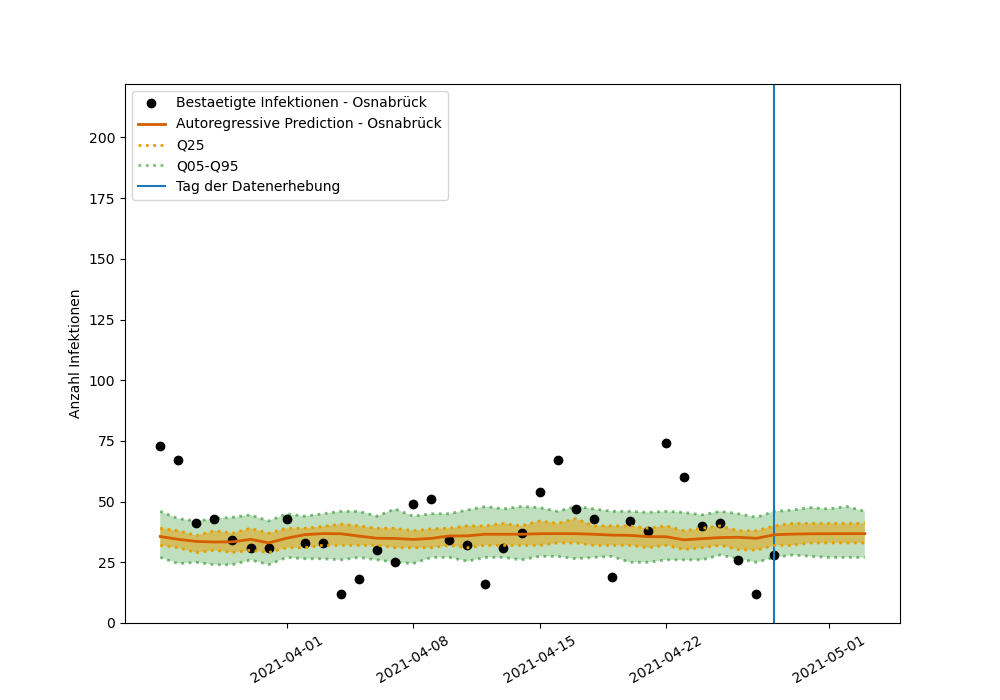 Bestaetigte Infektionen - Osnabrück
Autoregressive Prediction - Osnabrück
Q25
Q05-Q95
Tag der Datenerhebung
Anzahl Infektionen
200
175
150
125
100
75
50
25
0
2021-04-01
2021-04-08
2021-04-15
2021-04-22
2021-05-01